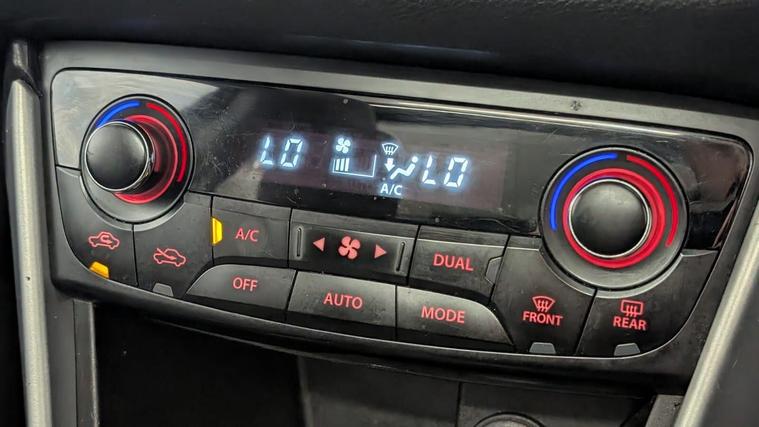 LO
LO
A/C
A/C
DUAL
OFF
AUTO
MODE
FRONT
REAR